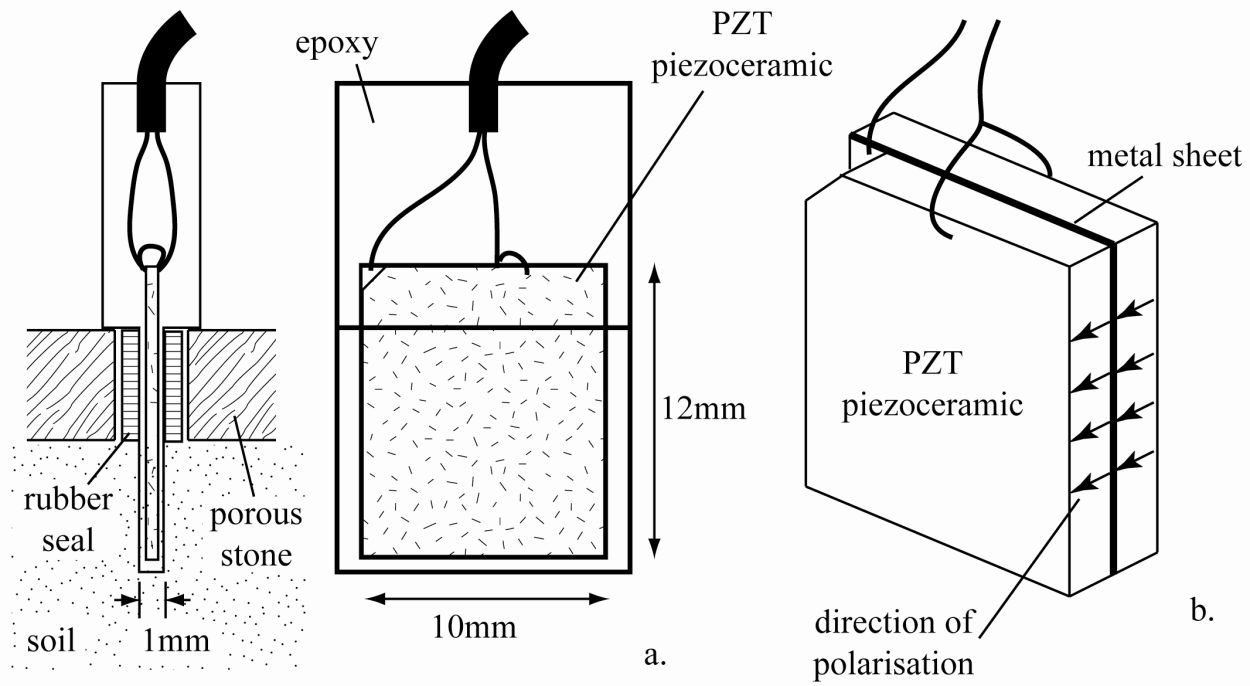 epoxy
PZT
piezoceramic
rubber
seal
porous
stone
soil
1mm
10mm
12mm
a.
metal sheet
PZT
piezoceramic
direction of
polarisation
b.